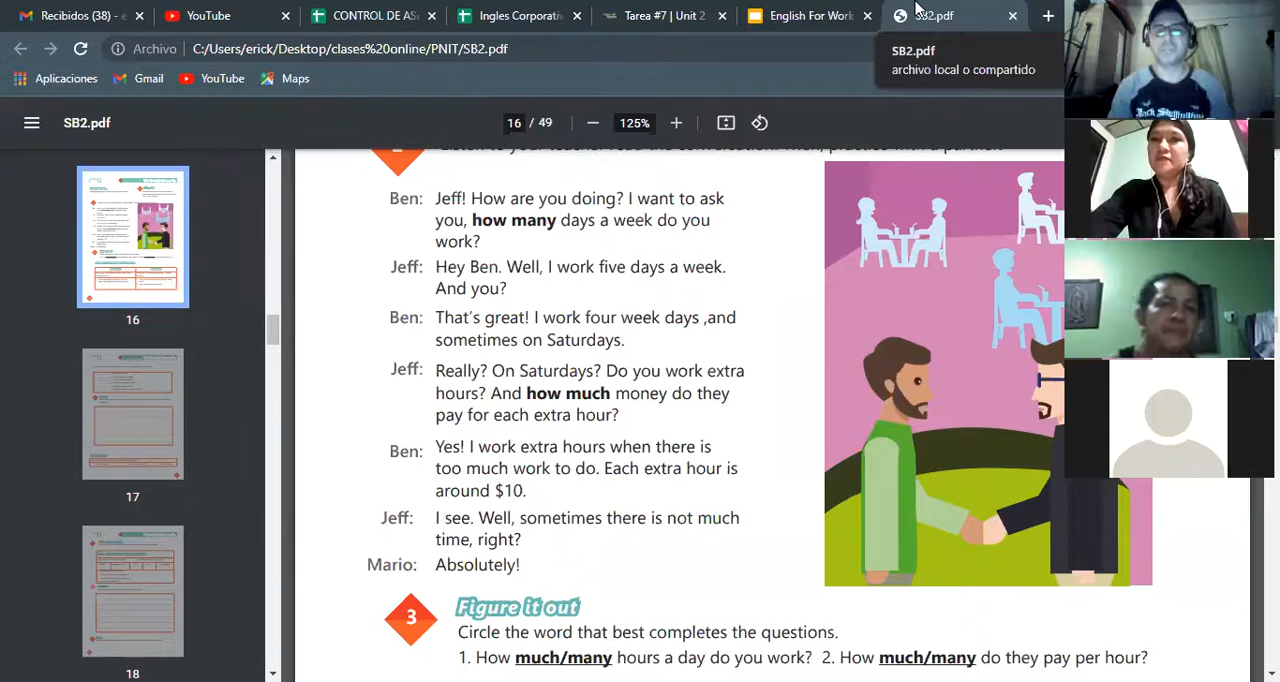 Recibidos (38) - e
YouTube
CONTROL DE AS
Ingles Corporativ
Tarea #7 | Unit 2
English For Work
SB2.pdf
Archivo
C:/Users/erick/Desktop/clases%20online/PNIT/SB2.pdf
SB2.pdf
archivo local o compartido
Aplicaciones
Gmail
YouTube
Maps
SB2.pdf
16 / 49
125%
Ben: Jeff! How are you doing? I want to ask
you, how many days a week do you
work?
Jeff: Hey Ben. Well, I work five days a week.
And you?
Ben: That's great! I work four week days ,and
sometimes on Saturdays.
Jeff: Really? On Saturdays? Do you work extra
hours? And how much money do they
pay for each extra hour?
Ben: Yes! I work extra hours when there is
too much work to do. Each extra hour is
around $10.
Jeff: I see. Well, sometimes there is not much
time, right?
Mario: Absolutely!
3 Figure it out
Circle the word that best completes the questions.
1. How much/many hours a day do you work? 2. How much/many do they pay per hour?
16
17
18